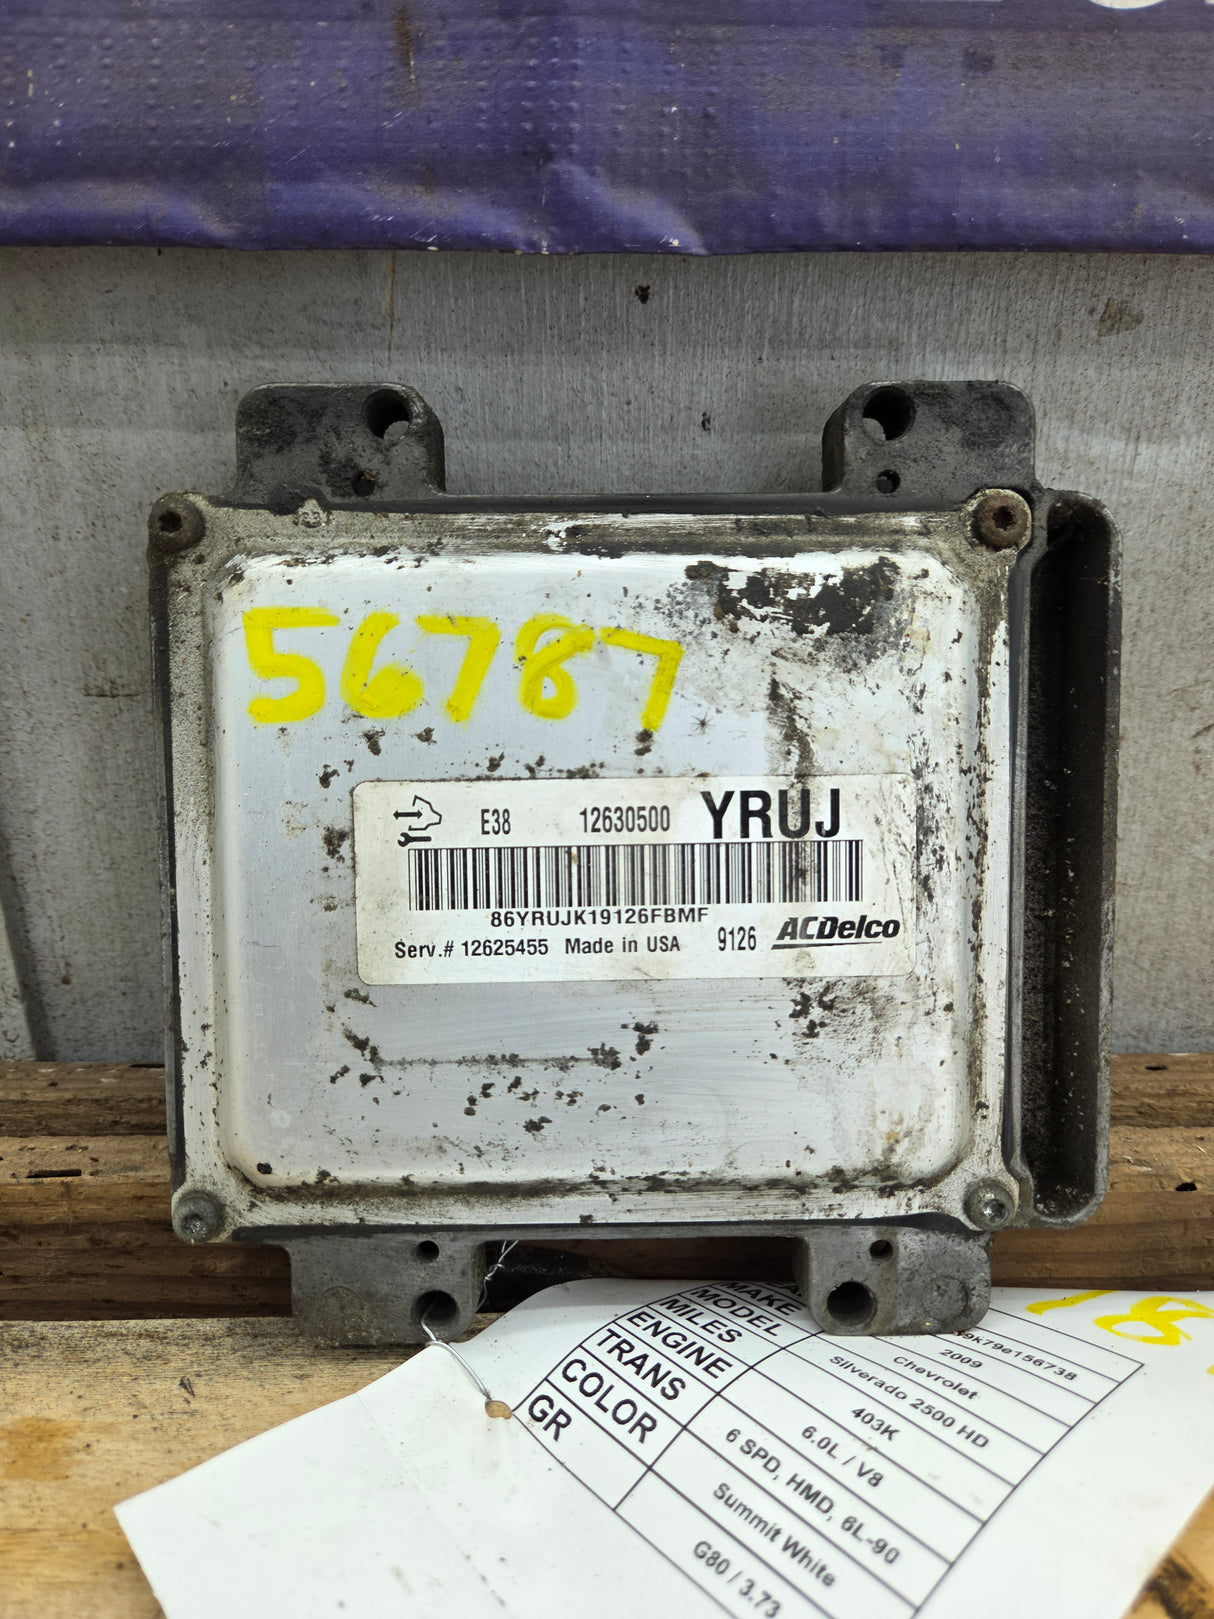 56787
E38 12630500 YRUJ
86YRUJK19126FBMF
Serv.# 12625455 Made in USA 9126 ACDelco
MAKE Chevrolet
MODEL Silverado 2500 HD
MILES 403K
ENGINE 6.0L / V8
TRANS 6 SPD, HMD, 6L-90
COLOR Summit White
GR G80 / 3.73
9k79e156738
2009
78